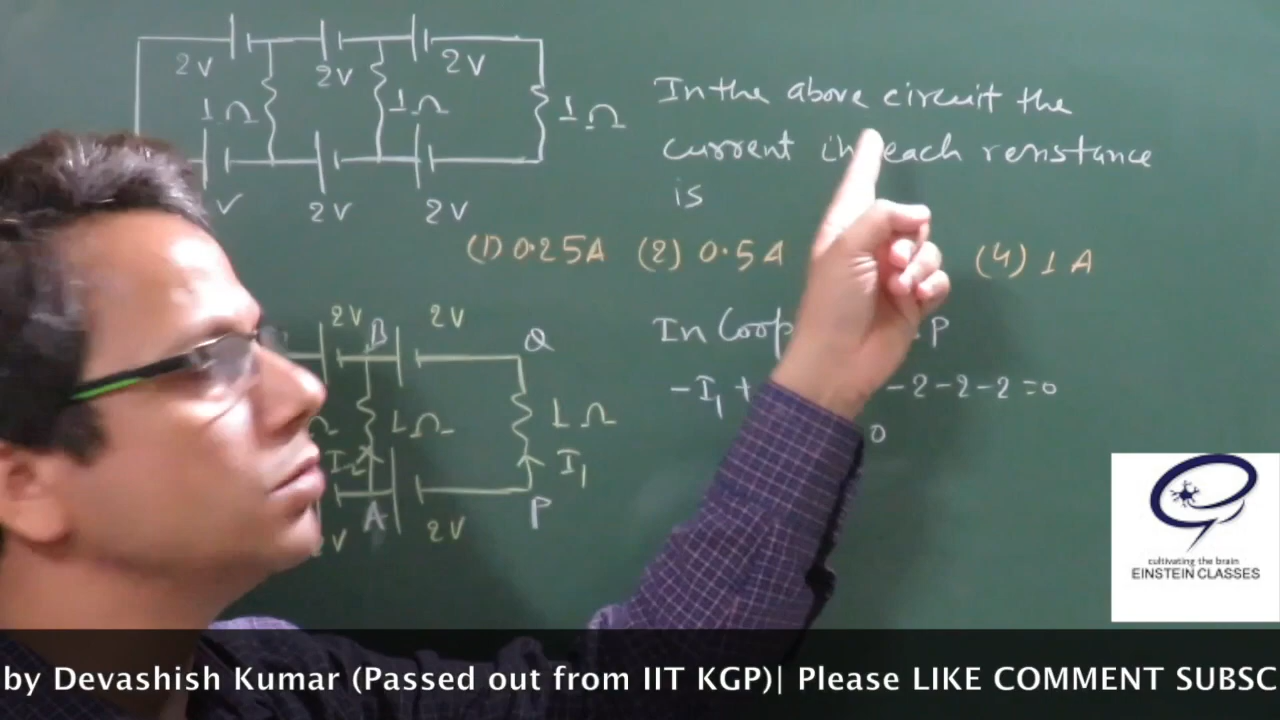 2V 2V 2V
1Ω 1Ω 1Ω
V 2V 2V
In the above circuit the
current in each resistance
is
(1) 0.25A (2) 0.5A (4) 1 A
2V B 2V Q
Ω 1Ω 1Ω
I₁
A P
2V
In Loop P
-I₁ + -2-2-2=0
0
cultivating the brain
EINSTEIN CLASSES
by Devashish Kumar (Passed out from IIT KGP)| Please LIKE COMMENT SUBSC